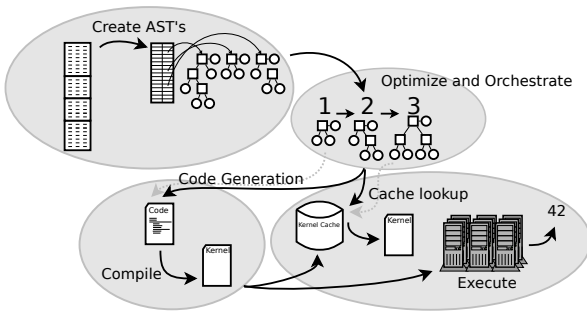 Create AST's
Optimize and Orchestrate
1 2 3
Code Generation
Cache lookup
Code
Kernel Cache
Kernel
42
Kernel
Compile
Execute